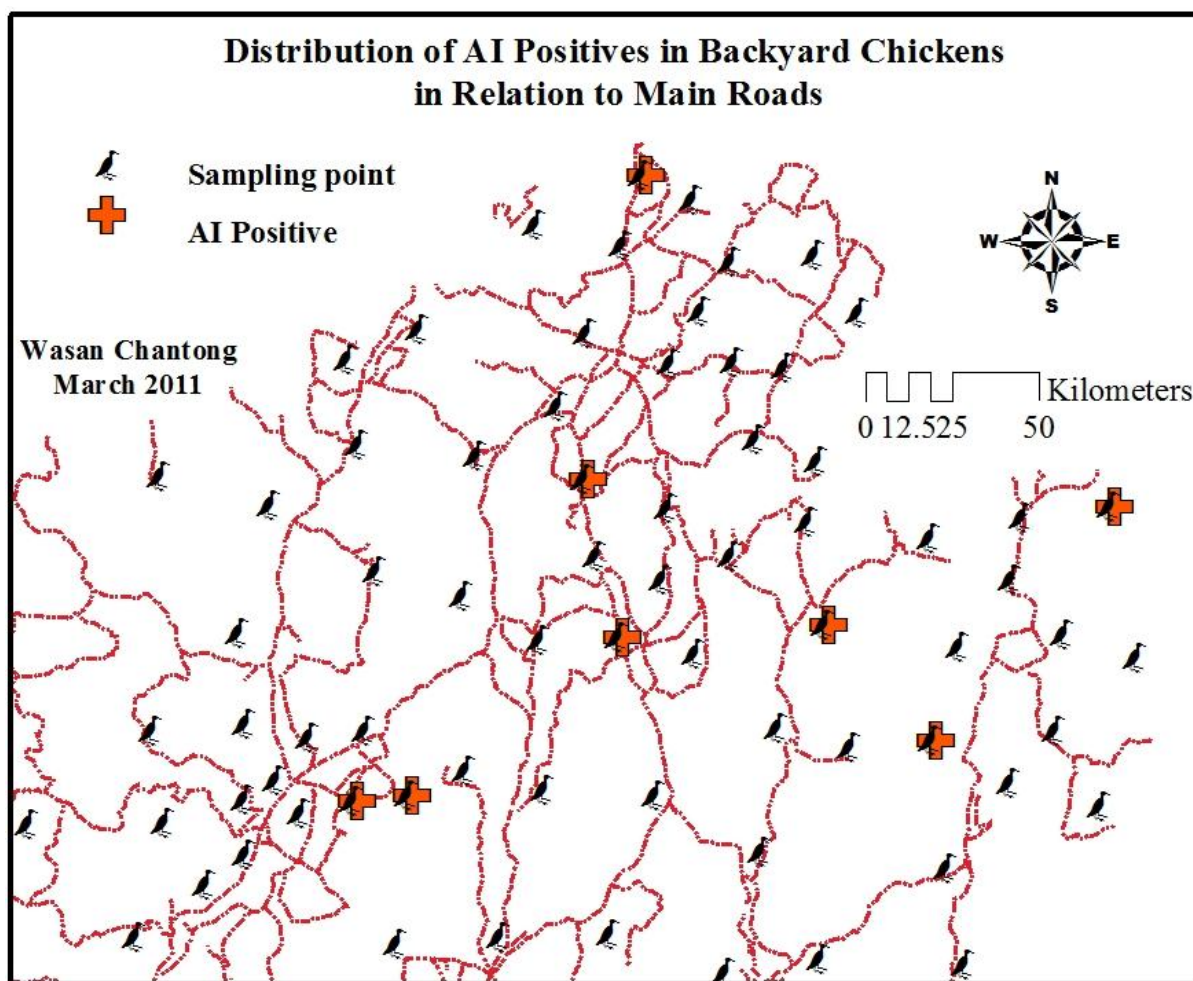 Distribution of AI Positives in Backyard Chickens
in Relation to Main Roads
Sampling point
AI Positive
N
W E
S
Wasan Chantong
March 2011
Kilometers
0 12.525 50